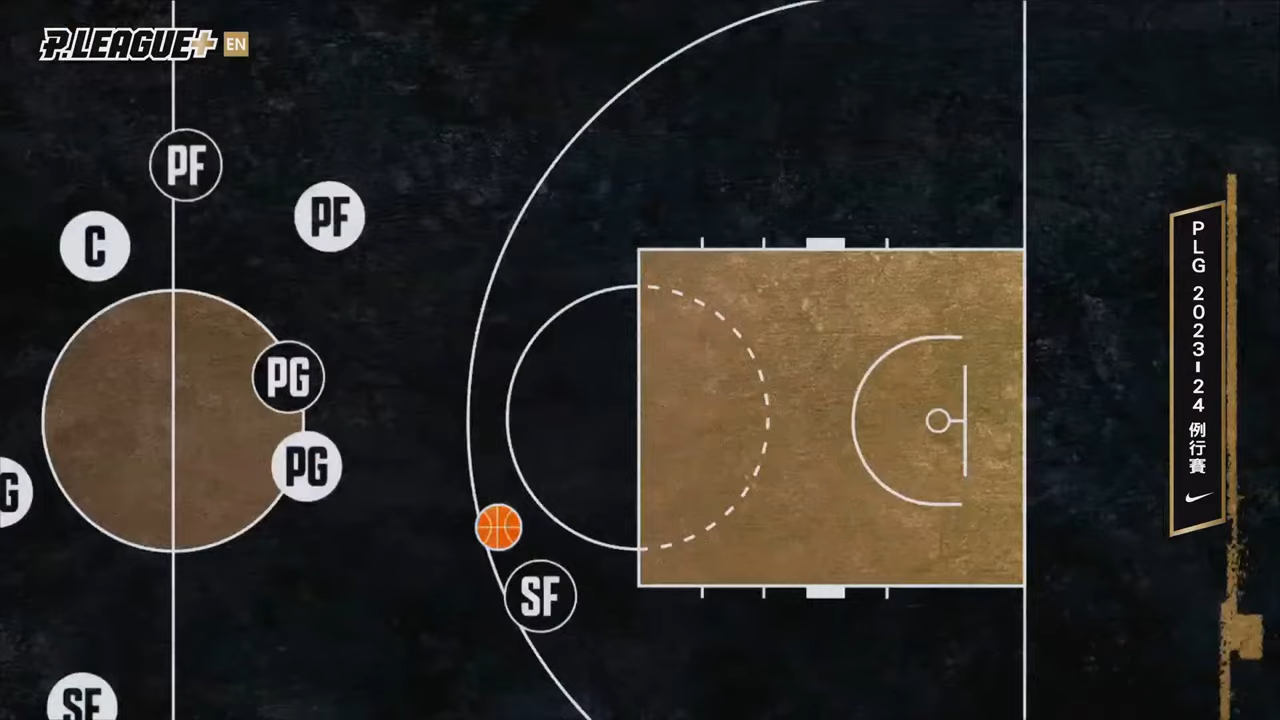 P.LEAGUE+ EN
PF
PF
C
PG
PG
G
SF
SF
PLG 2023-24 例行賽